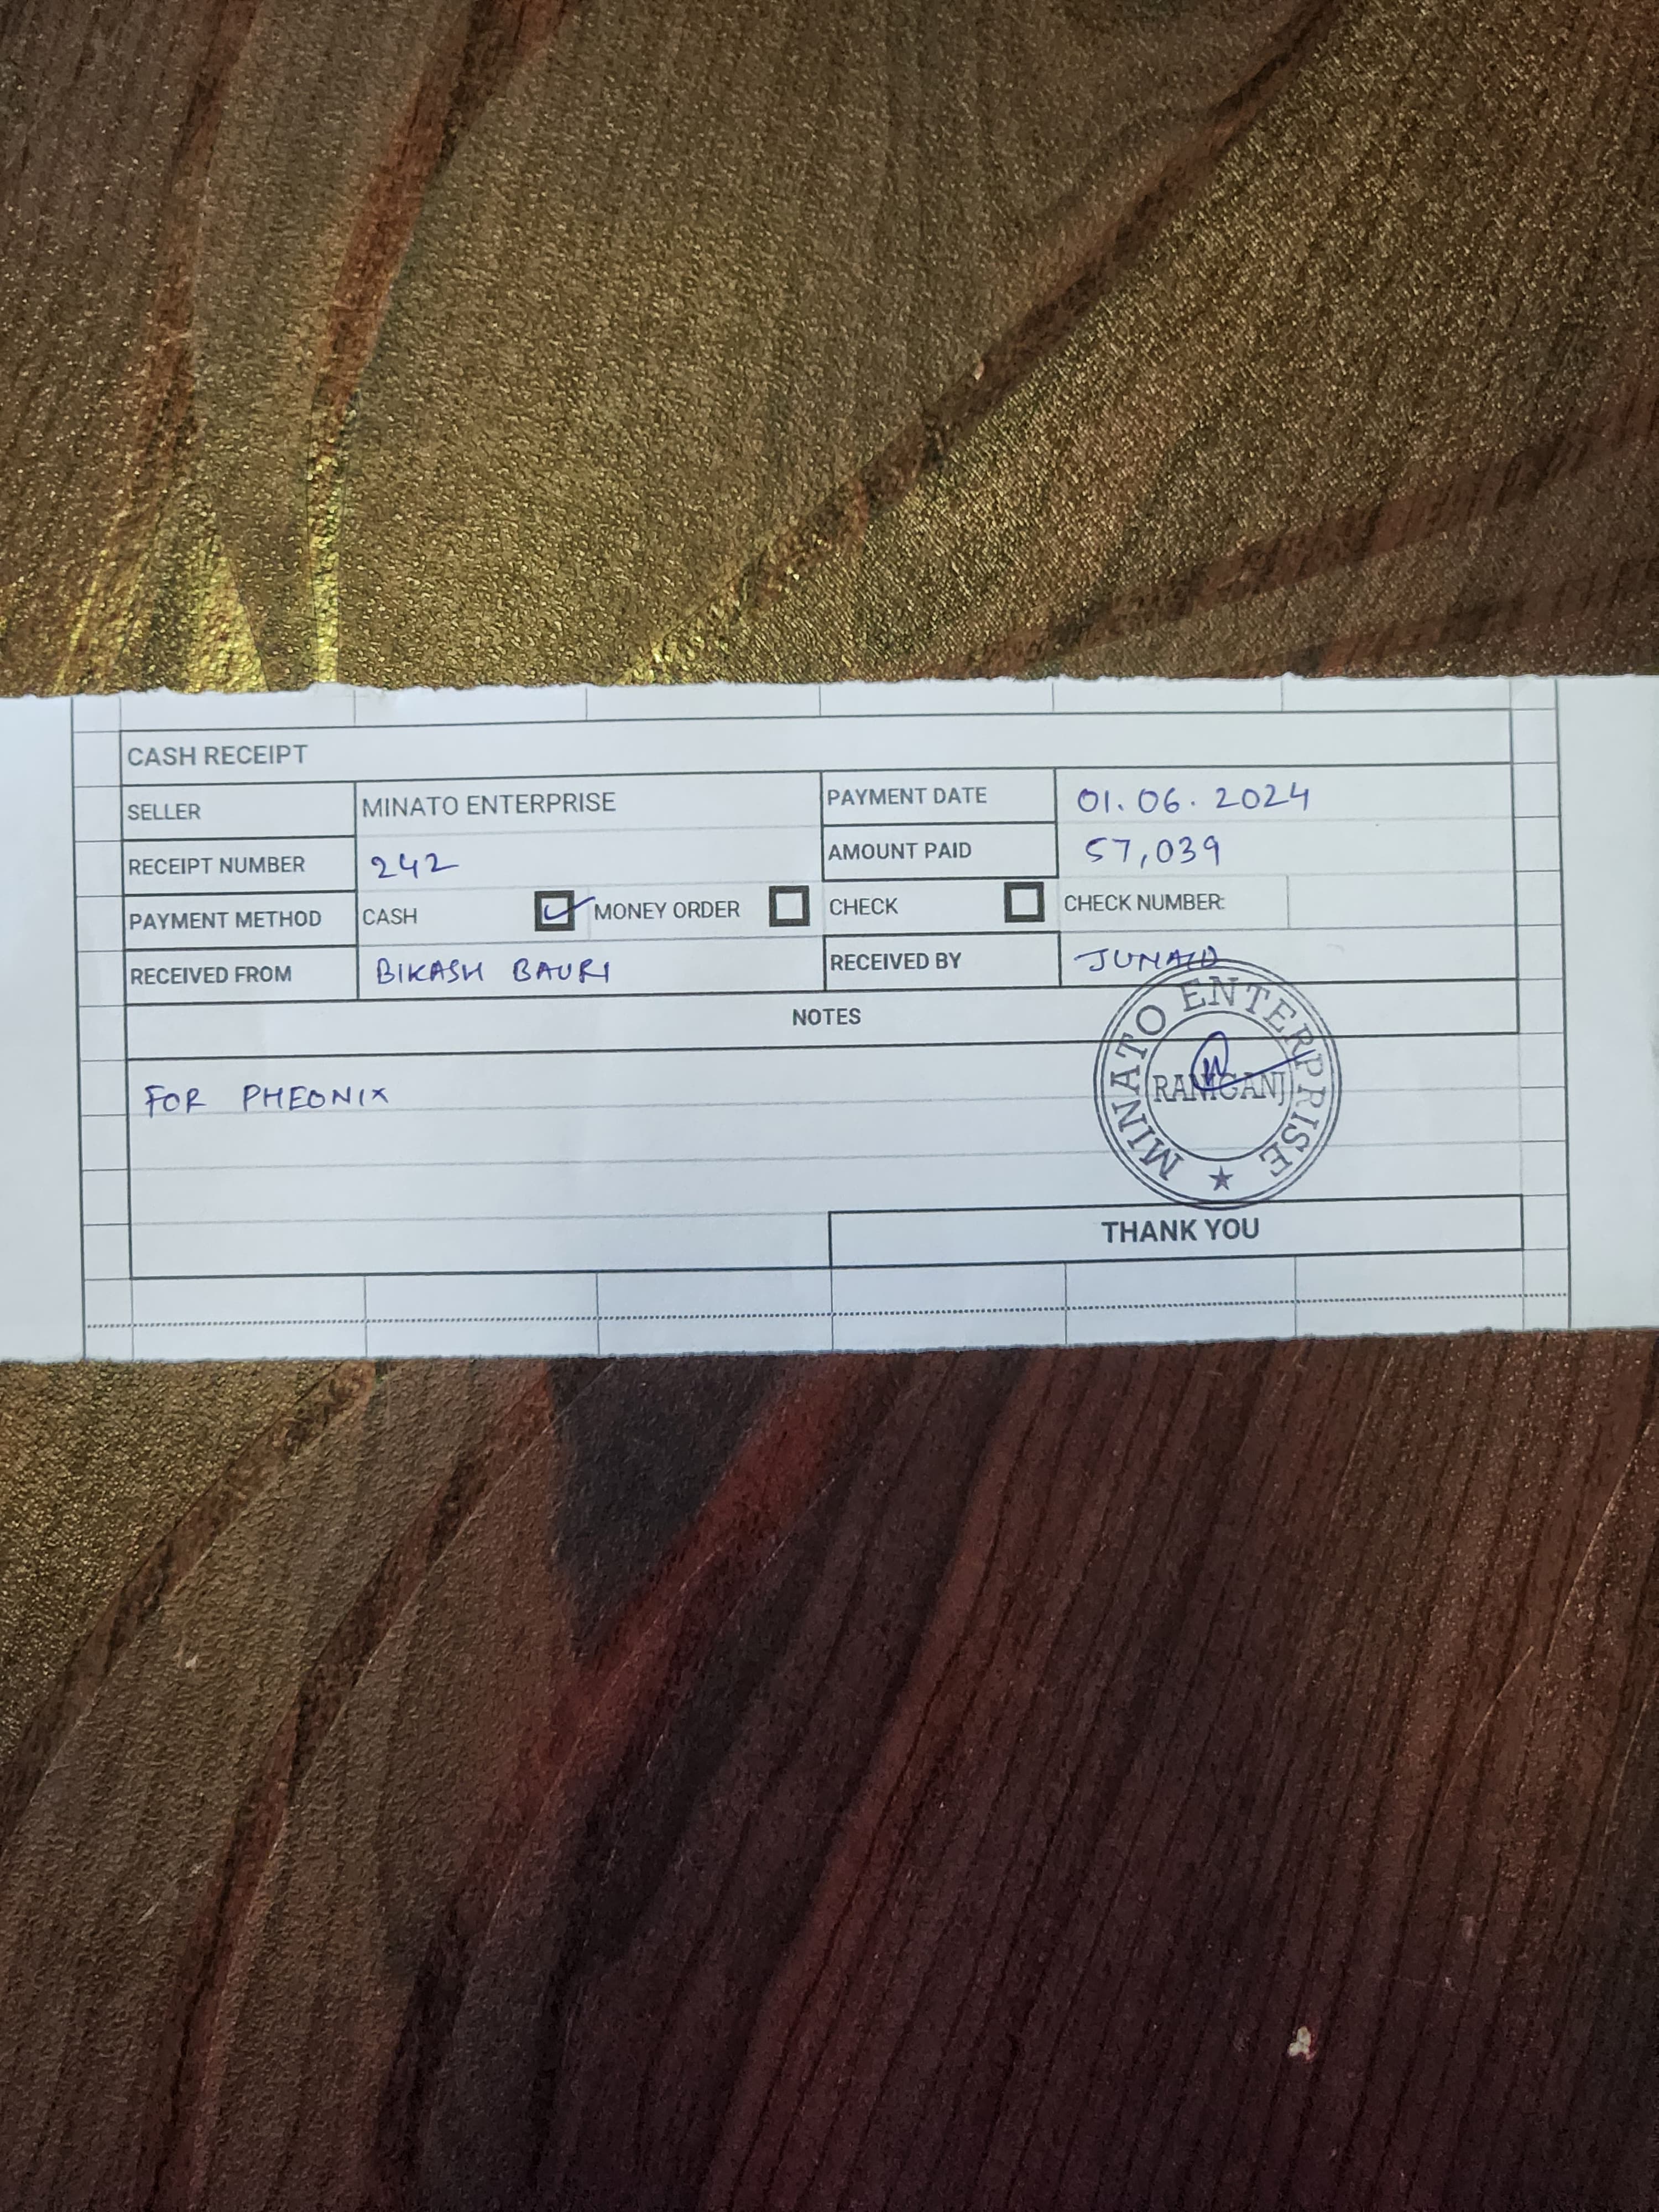 CASH RECEIPT
SELLER MINATO ENTERPRISE PAYMENT DATE 01.06.2024
RECEIPT NUMBER 242 AMOUNT PAID 57,039
PAYMENT METHOD CASH MONEY ORDER CHECK CHECK NUMBER:
RECEIVED FROM BIKASH BAURI RECEIVED BY JUNAID
NOTES
FOR PHEONIX
MINATO ENTERPRISE
RANIGANJ
THANK YOU